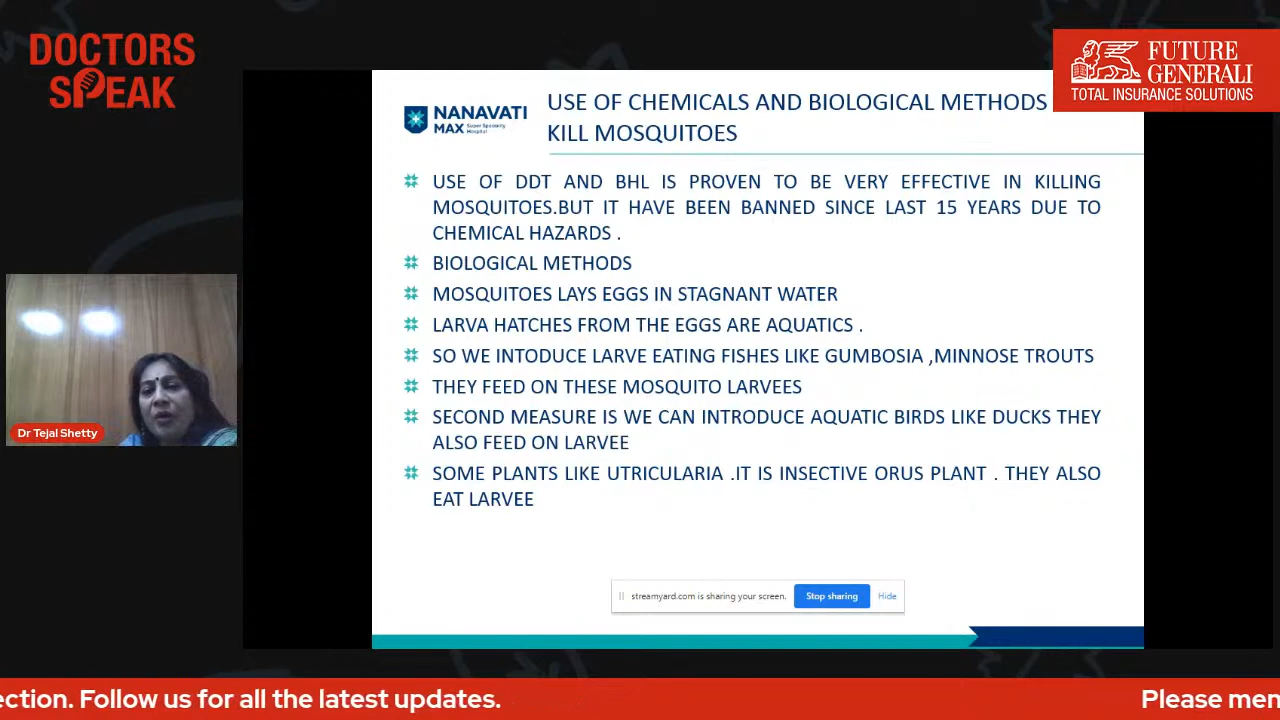 DOCTORS
SPEAK
FUTURE
GENERALI
TOTAL INSURANCE SOLUTIONS
NANAVATI
MAX Super Speciality
Hospital
USE OF CHEMICALS AND BIOLOGICAL METHODS
KILL MOSQUITOES
USE OF DDT AND BHL IS PROVEN TO BE VERY EFFECTIVE IN KILLING
MOSQUITOES.BUT IT HAVE BEEN BANNED SINCE LAST 15 YEARS DUE TO
CHEMICAL HAZARDS .
BIOLOGICAL METHODS
MOSQUITOES LAYS EGGS IN STAGNANT WATER
LARVA HATCHES FROM THE EGGS ARE AQUATICS .
SO WE INTODUCE LARVE EATING FISHES LIKE GUMBOSIA ,MINNOSE TROUTS
THEY FEED ON THESE MOSQUITO LARVEES
SECOND MEASURE IS WE CAN INTRODUCE AQUATIC BIRDS LIKE DUCKS THEY
ALSO FEED ON LARVEE
SOME PLANTS LIKE UTRICULARIA .IT IS INSECTIVE ORUS PLANT . THEY ALSO
EAT LARVEE
Dr Tejal Shetty
streamyard.com is sharing your screen. Stop sharing Hide
ection. Follow us for all the latest updates. Please men